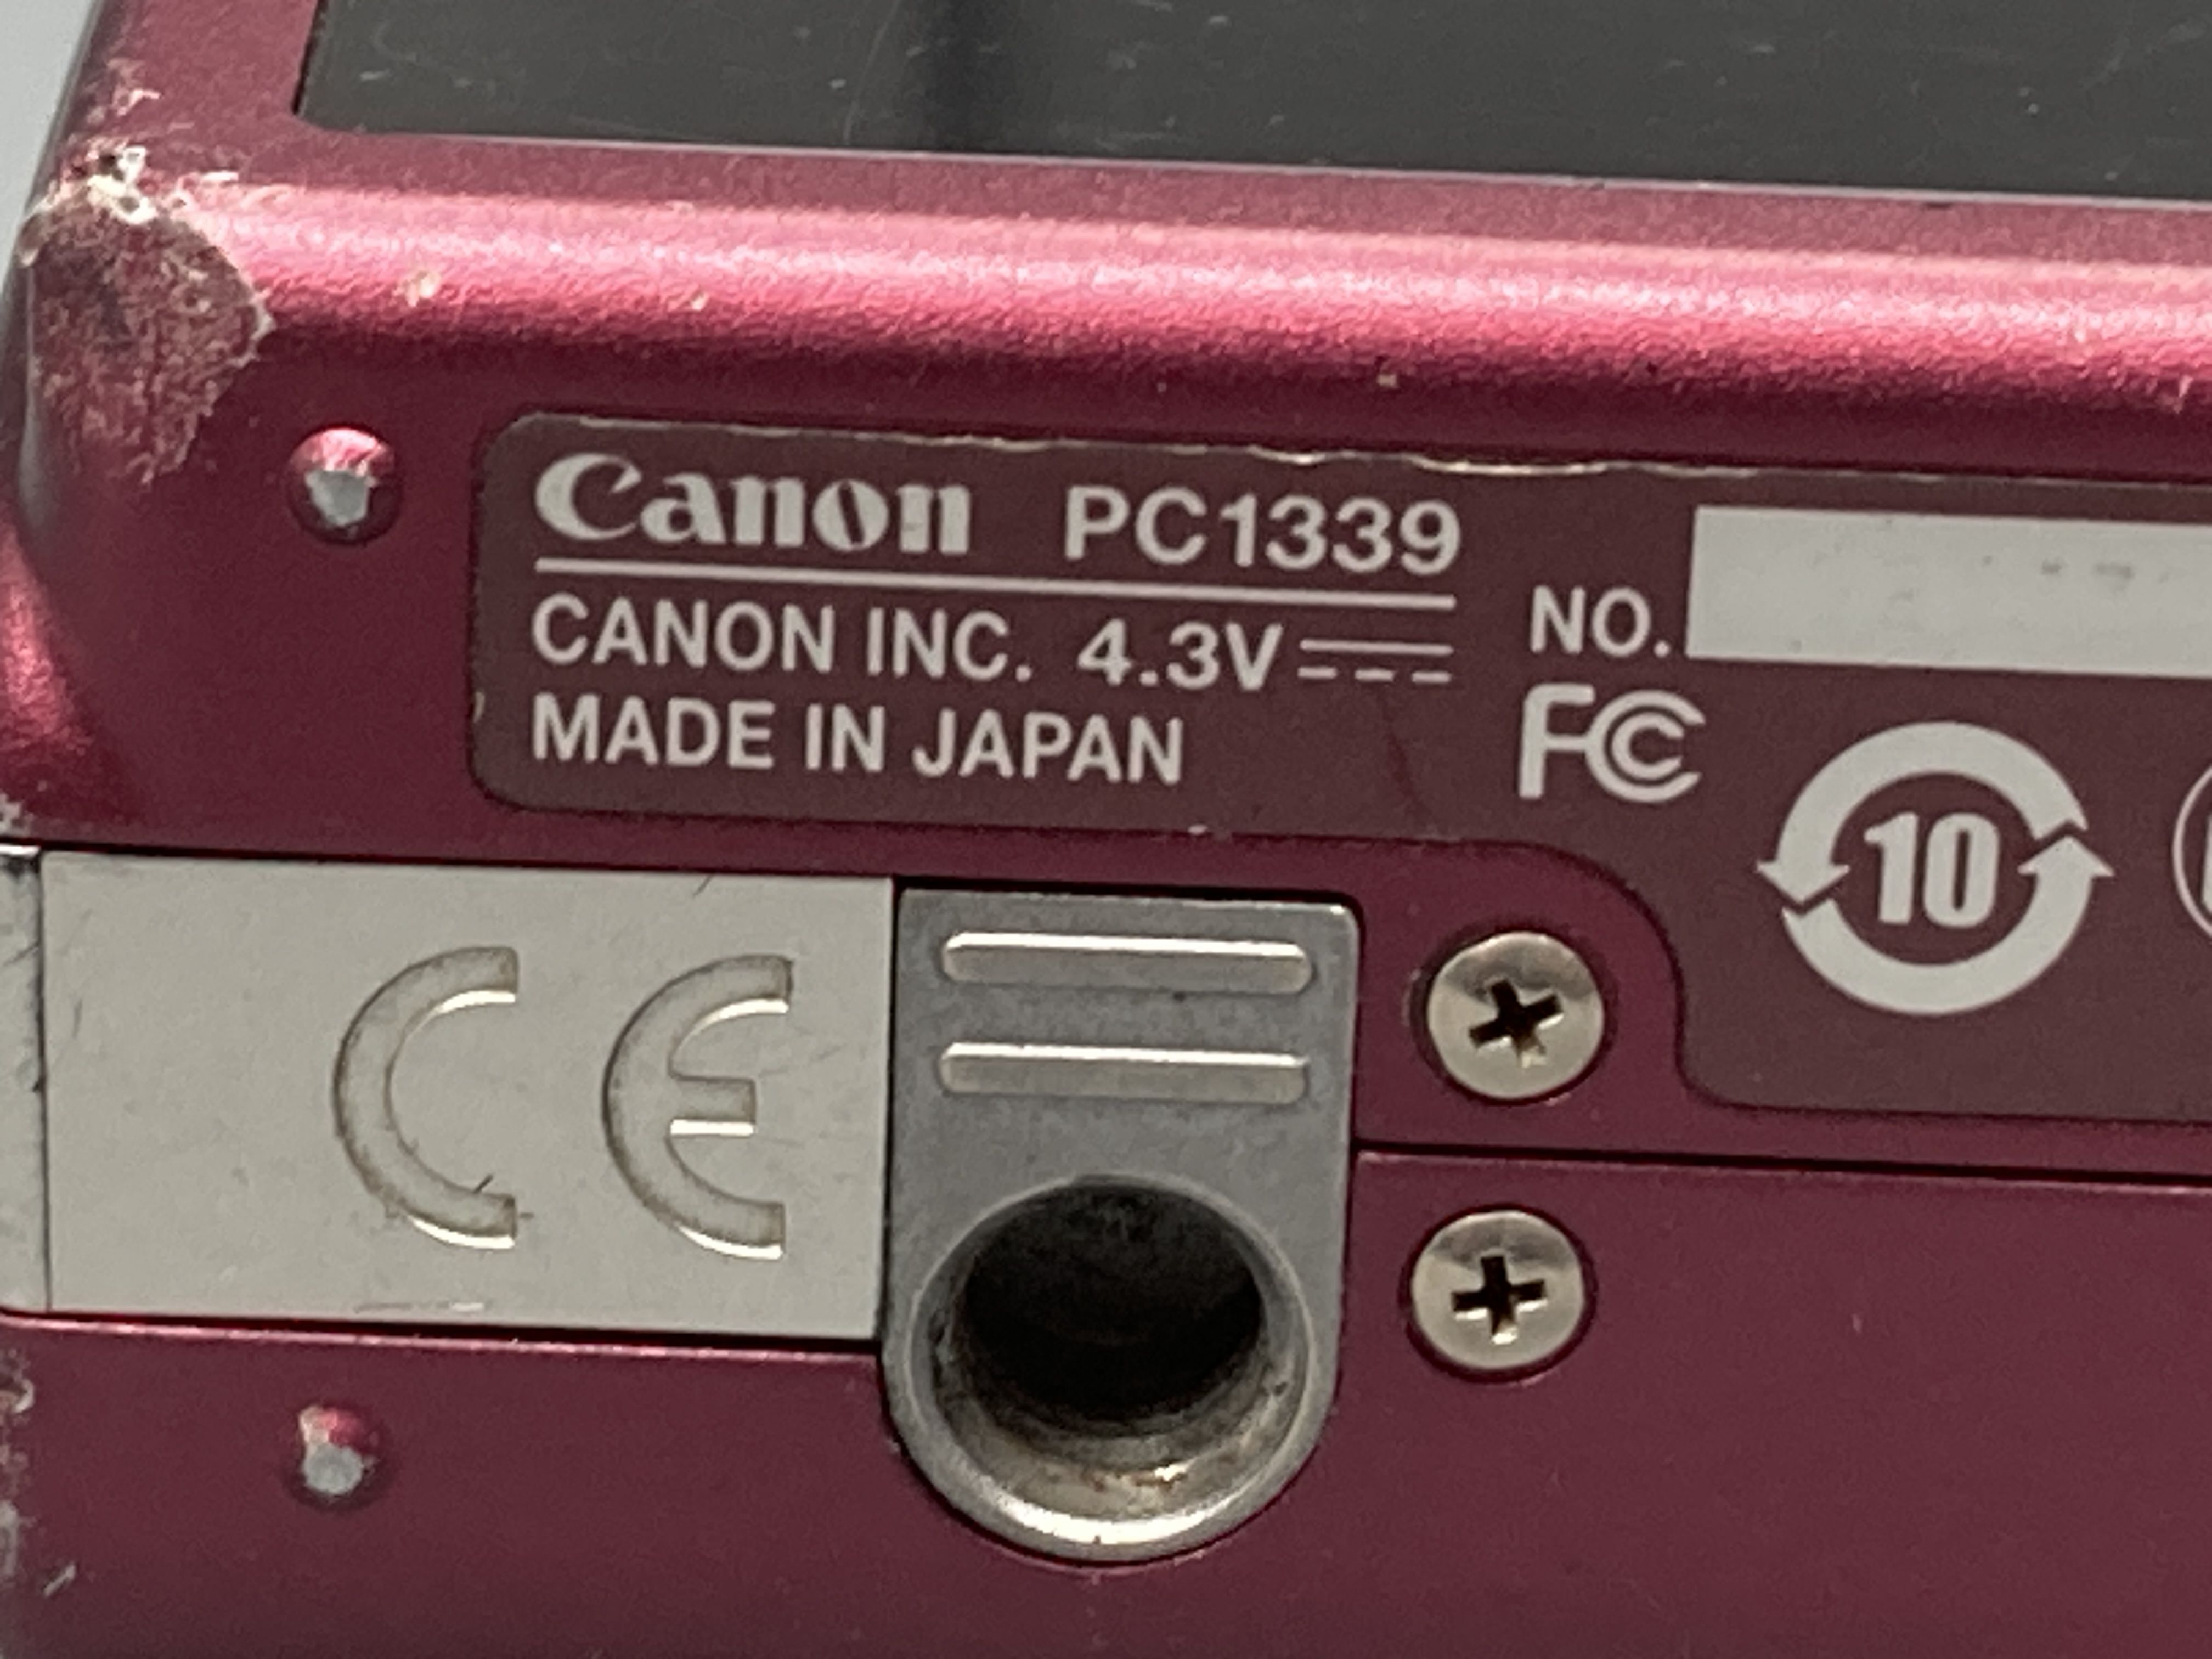 Canon PC1339
CANON INC. 4.3V
MADE IN JAPAN
NO.
FC
10
CE